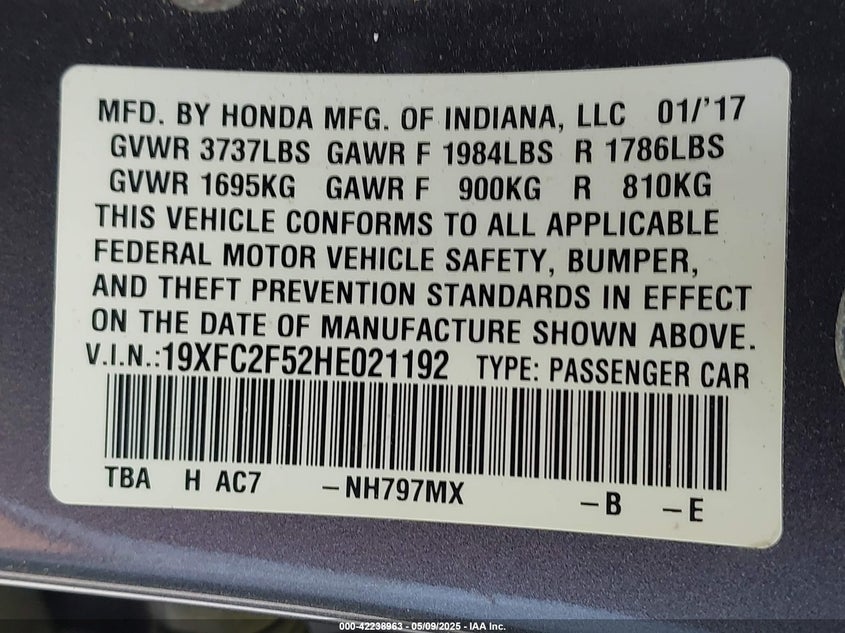 MFD. BY HONDA MFG. OF INDIANA, LLC 01/'17
GVWR 3737LBS GAWR F 1984LBS R 1786LBS
GVWR 1695KG GAWR F 900KG R 810KG
THIS VEHICLE CONFORMS TO ALL APPLICABLE
FEDERAL MOTOR VEHICLE SAFETY, BUMPER,
AND THEFT PREVENTION STANDARDS IN EFFECT
ON THE DATE OF MANUFACTURE SHOWN ABOVE.
V.I.N.:19XFC2F52HE021192 TYPE: PASSENGER CAR
TBA H AC7 -NH797MX -B -E
000-42238963 - 05/09/2025 - IAA Inc.